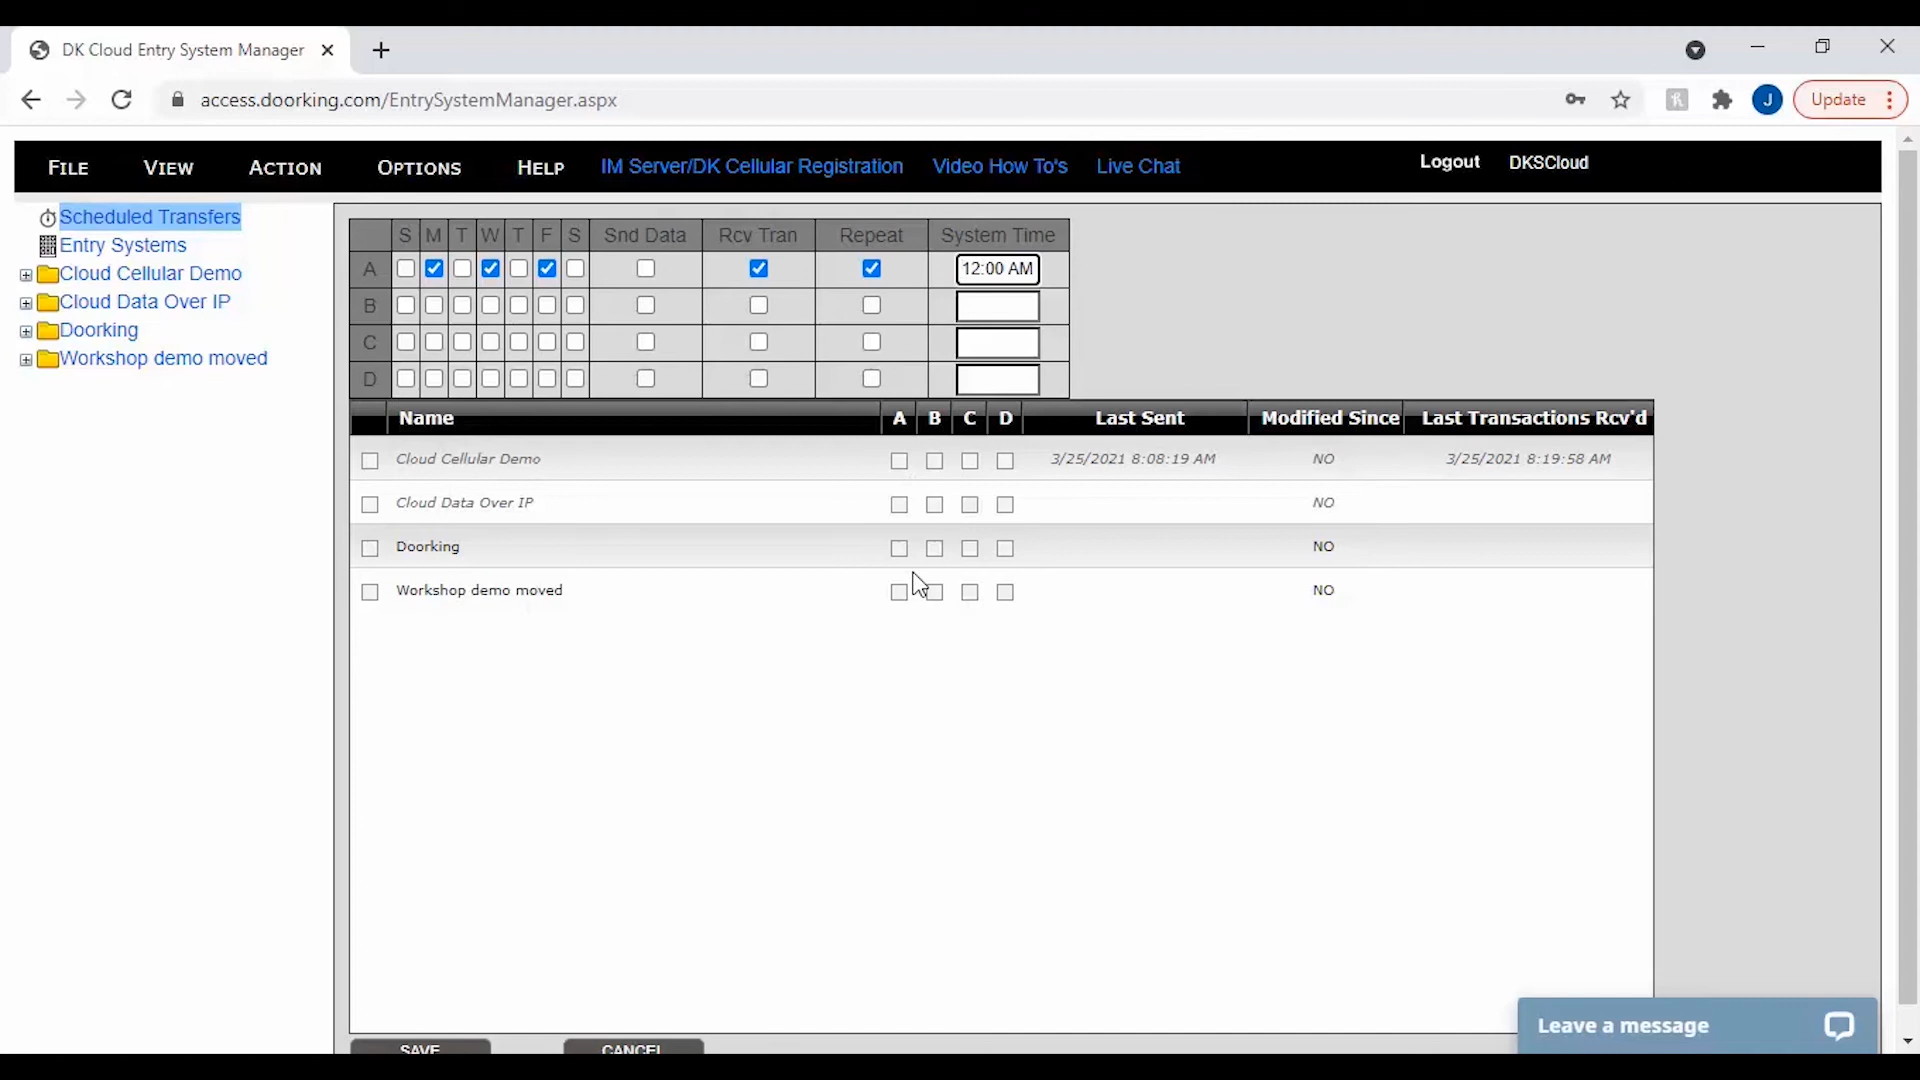 DK Cloud Entry System Manager
access.doorking.com/EntrySystemManager.aspx
J
Update
FILE VIEW ACTION OPTIONS HELP IM Server/DK Cellular Registration Video How To's Live Chat Logout DKSCloud
Scheduled Transfers
Entry Systems
Cloud Cellular Demo
Cloud Data Over IP
Doorking
Workshop demo moved
S M T W T F S Snd Data Rcv Tran Repeat System Time
A 12:00 AM
B
C
D
Name A B C D Last Sent Modified Since Last Transactions Rcv'd
Cloud Cellular Demo 3/25/2021 8:08:19 AM NO 3/25/2021 8:19:58 AM
Cloud Data Over IP NO
Doorking NO
Workshop demo moved NO
SAVE CANCEL
Leave a message